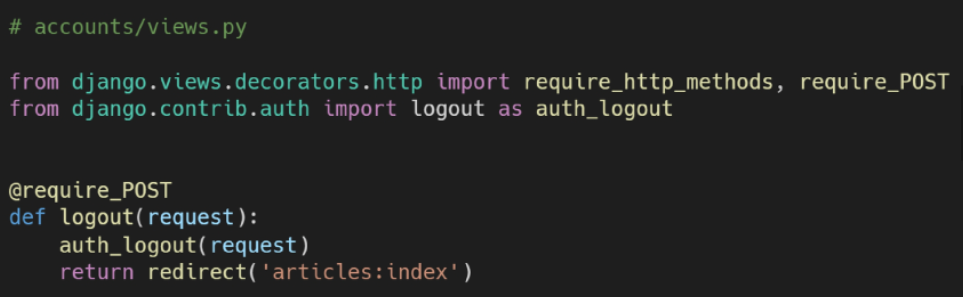 # accounts/views.py
from django.views.decorators.http import require_http_methods, require_POST
from django.contrib.auth import logout as auth_logout
@require_POST
def logout(request):
    auth_logout(request)
    return redirect('articles:index')